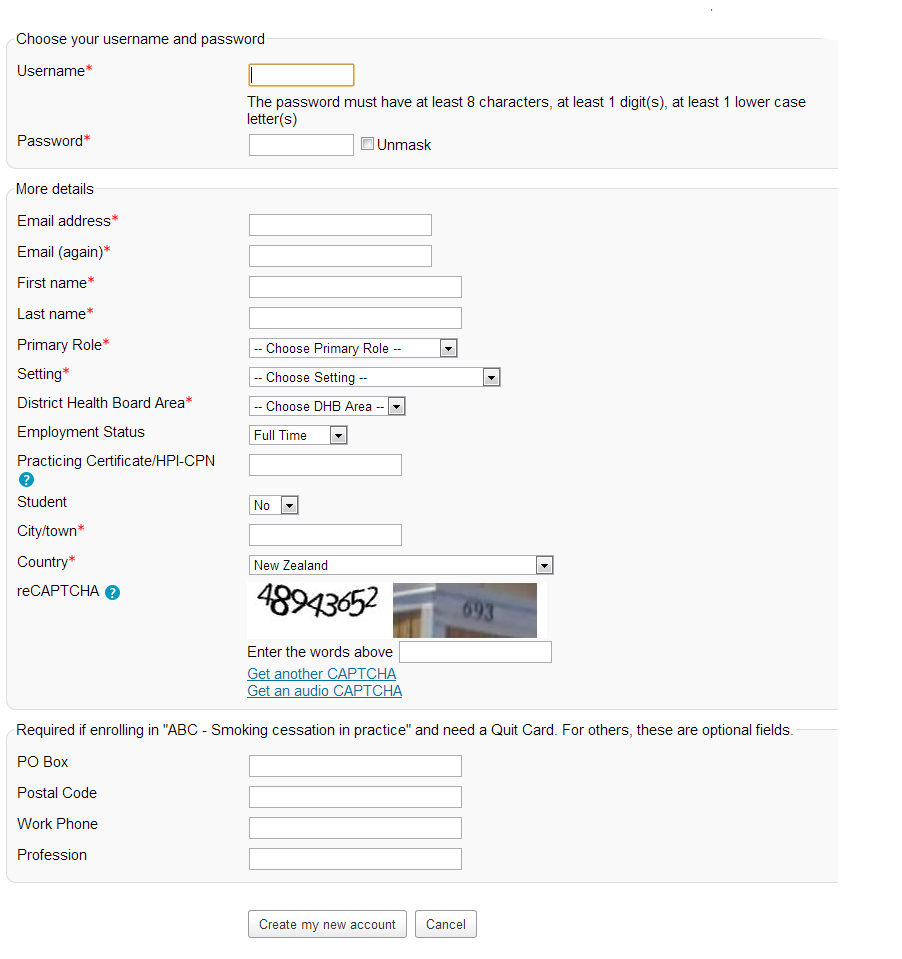 Choose your username and password
Username*
The password must have at least 8 characters, at least 1 digit(s), at least 1 lower case
letter(s)
Password*
Unmask
More details
Email address*
Email (again)*
First name*
Last name*
Primary Role* -- Choose Primary Role --
Setting* -- Choose Setting --
District Health Board Area* -- Choose DHB Area --
Employment Status Full Time
Practicing Certificate/HPI-CPN
?
Student No
City/town*
Country* New Zealand
reCAPTCHA ?
48943652 693
Enter the words above
Get another CAPTCHA
Get an audio CAPTCHA
Required if enrolling in "ABC - Smoking cessation in practice" and need a Quit Card. For others, these are optional fields.
PO Box
Postal Code
Work Phone
Profession
Create my new account Cancel